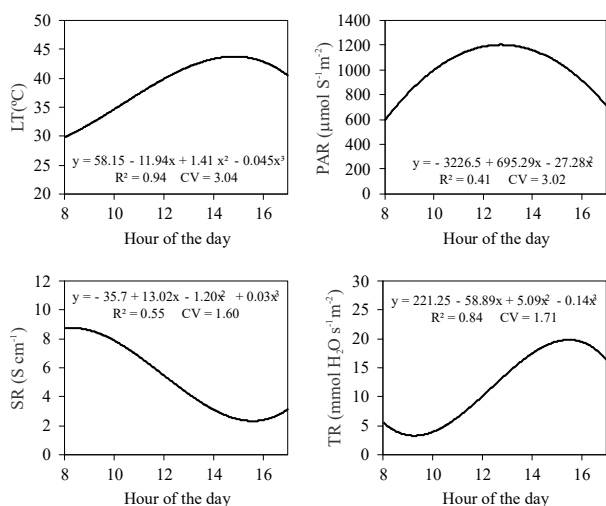 LT(ºC)
50
45
40
35
30
25
20
y = 58.15 - 11.94x + 1.41 x² - 0.045x³
R² = 0.94 CV = 3.04
8 10 12 14 16
Hour of the day
PAR (µmol S⁻¹m⁻²)
1400
1200
1000
800
600
400
200
0
y = - 3226.5 + 695.29x - 27.28x²
R² = 0.41 CV = 3.02
8 10 12 14 16
Hour of the day
SR (S cm⁻¹)
12
10
8
6
4
2
0
y = - 35.7 + 13.02x - 1.20x² + 0.03x³
R² = 0.55 CV = 1.60
8 10 12 14 16
Hour of the day
TR (mmol H₂O s⁻¹m⁻²)
30
25
20
15
10
5
0
y = 221.25 - 58.89x + 5.09x² - 0.14x³
R² = 0.84 CV = 1.71
8 10 12 14 16
Hour of the day